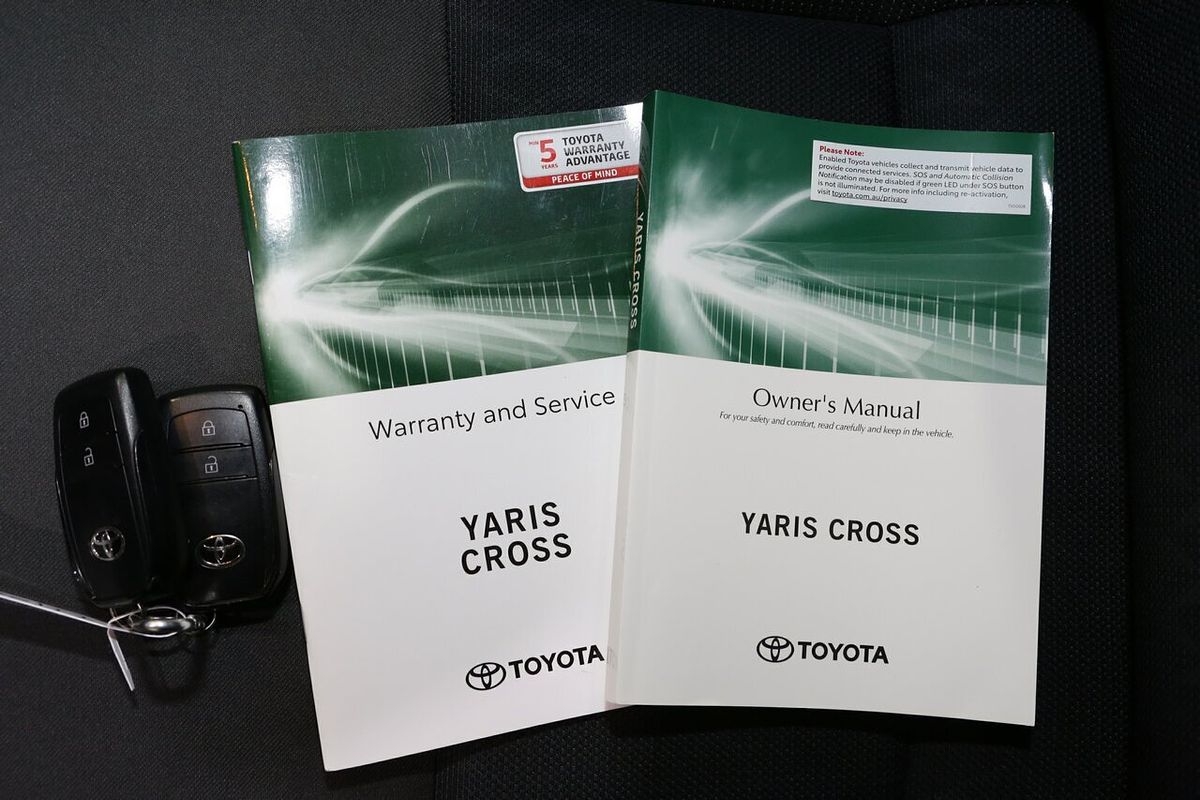 MIN 5 YEARS
TOYOTA
WARRANTY
ADVANTAGE
PEACE OF MIND
Warranty and Service
YARIS
CROSS
TOYOTA
YARIS CROSS
Please Note:
Enabled Toyota vehicles collect and transmit vehicle data to
provide connected services. SOS and Automatic Collision
Notification may be disabled if green LED under SOS button
is not illuminated. For more info including re-activation,
visit toyota.com.au/privacy
Owner's Manual
For your safety and comfort, read carefully and keep in the vehicle.
YARIS CROSS
TOYOTA